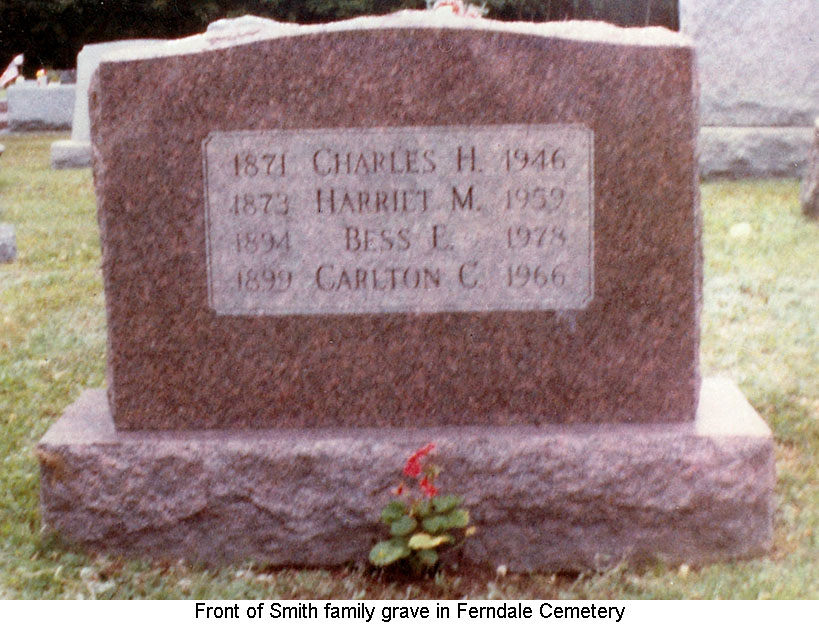 1871 CHARLES H. 1946
1873 HARRIET M. 1959
1894 BESS E. 1978
1899 CARLTON C. 1966
Front of Smith family grave in Ferndale Cemetery